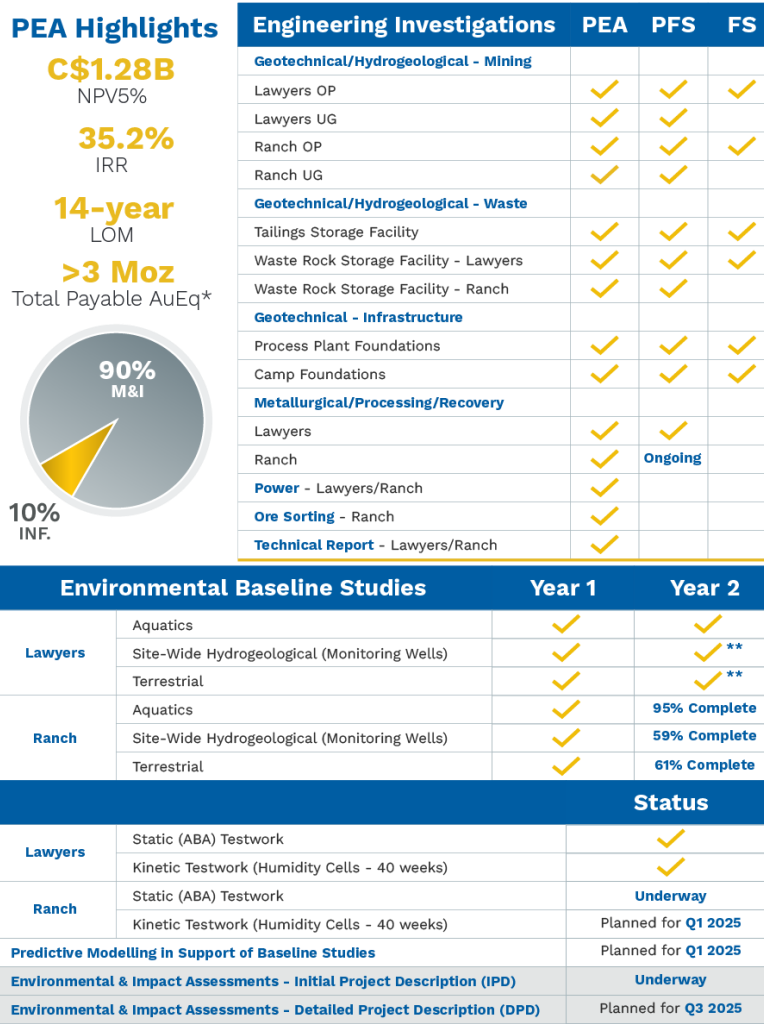 PEA Highlights
C$1.28B
NPV5%
35.2%
IRR
14-year
LOM
>3 Moz
Total Payable AuEq*
90%
M&I
10%
INF.
Engineering Investigations PEA PFS FS
Geotechnical/Hydrogeological - Mining
Lawyers OP ✓ ✓ ✓
Lawyers UG ✓ ✓
Ranch OP ✓ ✓ ✓
Ranch UG ✓ ✓
Geotechnical/Hydrogeological - Waste
Tailings Storage Facility ✓ ✓ ✓
Waste Rock Storage Facility - Lawyers ✓ ✓ ✓
Waste Rock Storage Facility - Ranch ✓ ✓
Geotechnical - Infrastructure
Process Plant Foundations ✓ ✓ ✓
Camp Foundations ✓ ✓ ✓
Metallurgical/Processing/Recovery
Lawyers ✓ ✓
Ranch ✓ Ongoing
Power - Lawyers/Ranch ✓
Ore Sorting - Ranch ✓
Technical Report - Lawyers/Ranch ✓
Environmental Baseline Studies Year 1 Year 2
Lawyers
Aquatics ✓ ✓
Site-Wide Hydrogeological (Monitoring Wells) ✓ ✓**
Terrestrial ✓ ✓**
Ranch
Aquatics ✓ 95% Complete
Site-Wide Hydrogeological (Monitoring Wells) ✓ 59% Complete
Terrestrial ✓ 61% Complete
Status
Lawyers
Static (ABA) Testwork ✓
Kinetic Testwork (Humidity Cells - 40 weeks) ✓
Ranch
Static (ABA) Testwork Underway
Kinetic Testwork (Humidity Cells - 40 weeks) Planned for Q1 2025
Predictive Modelling in Support of Baseline Studies Planned for Q1 2025
Environmental & Impact Assessments - Initial Project Description (IPD) Underway
Environmental & Impact Assessments - Detailed Project Description (DPD) Planned for Q3 2025